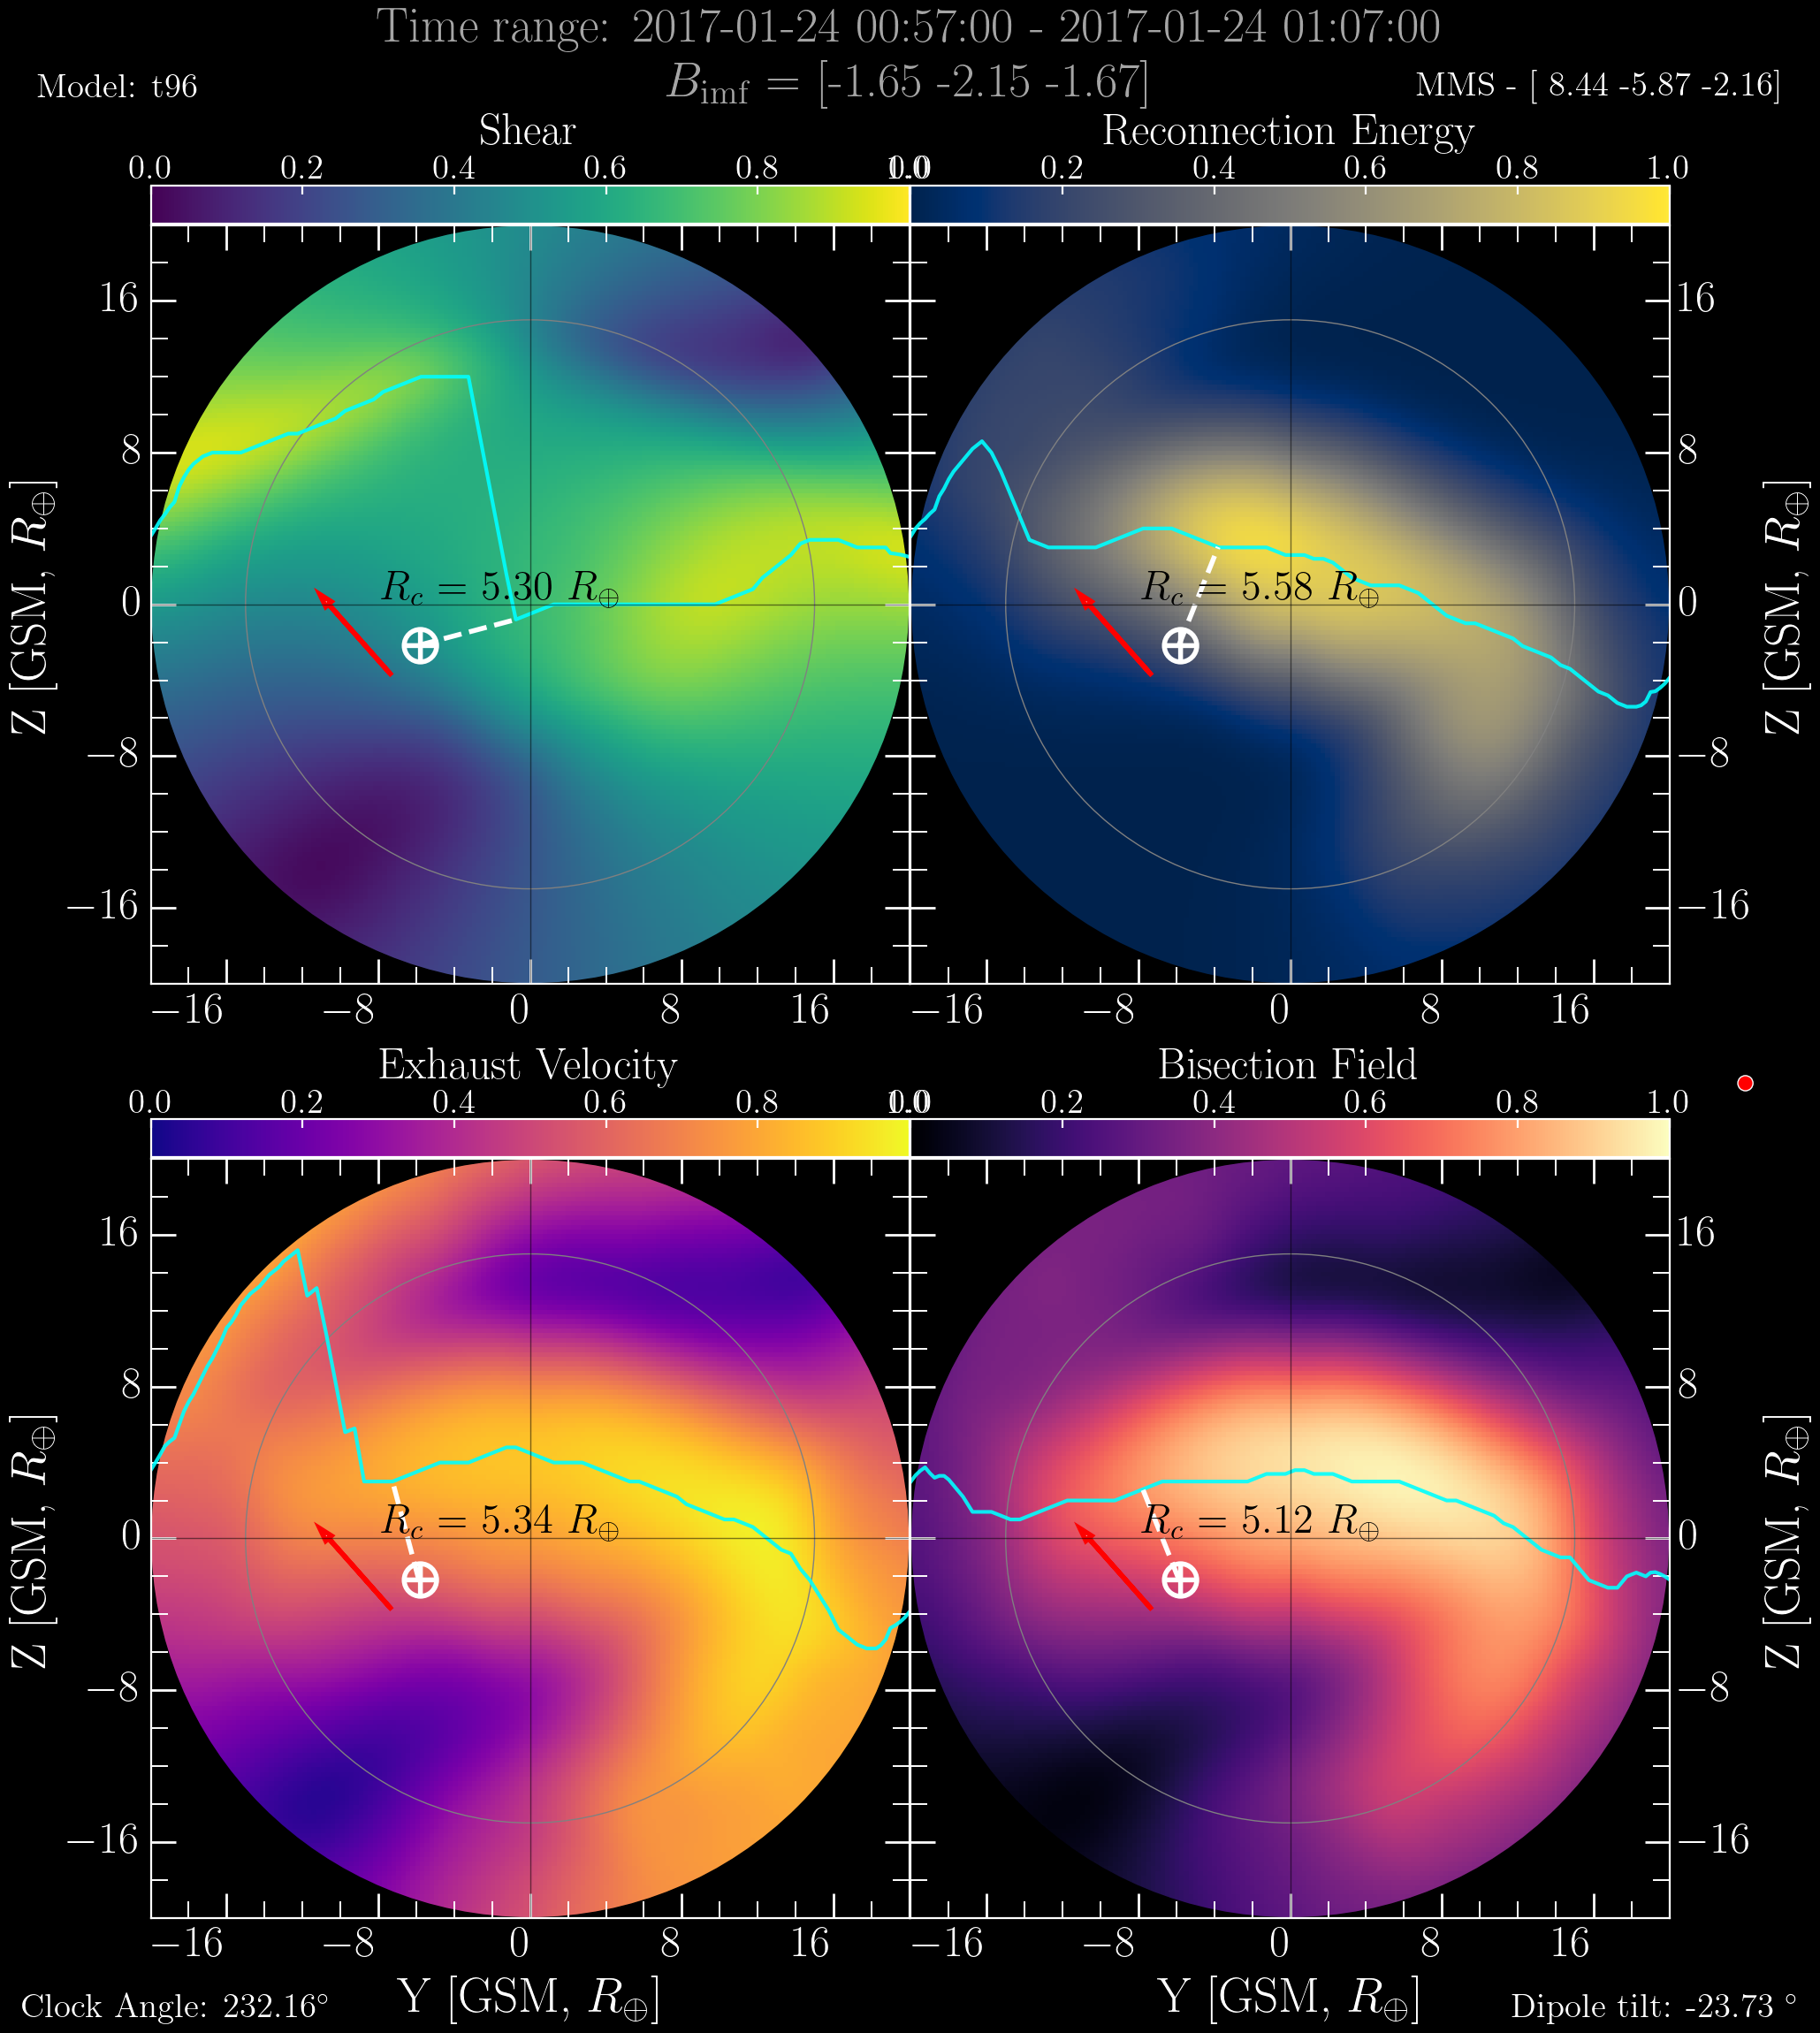 Time range: 2017-01-24 00:57:00 - 2017-01-24 01:07:00
Model: t96
B_imf = [-1.65 -2.15 -1.67]
MMS - [ 8.44 -5.87 -2.16]
Shear
Reconnection Energy
0.0 0.2 0.4 0.6 0.8 1.0
0.0 0.2 0.4 0.6 0.8 1.0
16
8
0
−8
−16
Z [GSM, R⊕]
R_c = 5.30 R⊕
R_c = 5.58 R⊕
16
8
0
−8
−16
Z [GSM, R⊕]
−16 −8 0 8 16
−16 −8 0 8 16
Exhaust Velocity
Bisection Field
0.0 0.2 0.4 0.6 0.8 1.0
0.0 0.2 0.4 0.6 0.8 1.0
16
8
0
−8
−16
Z [GSM, R⊕]
R_c = 5.34 R⊕
R_c = 5.12 R⊕
16
8
0
−8
−16
Z [GSM, R⊕]
−16 −8 0 8 16
−16 −8 0 8 16
Y [GSM, R⊕]
Y [GSM, R⊕]
Clock Angle: 232.16°
Dipole tilt: -23.73 °